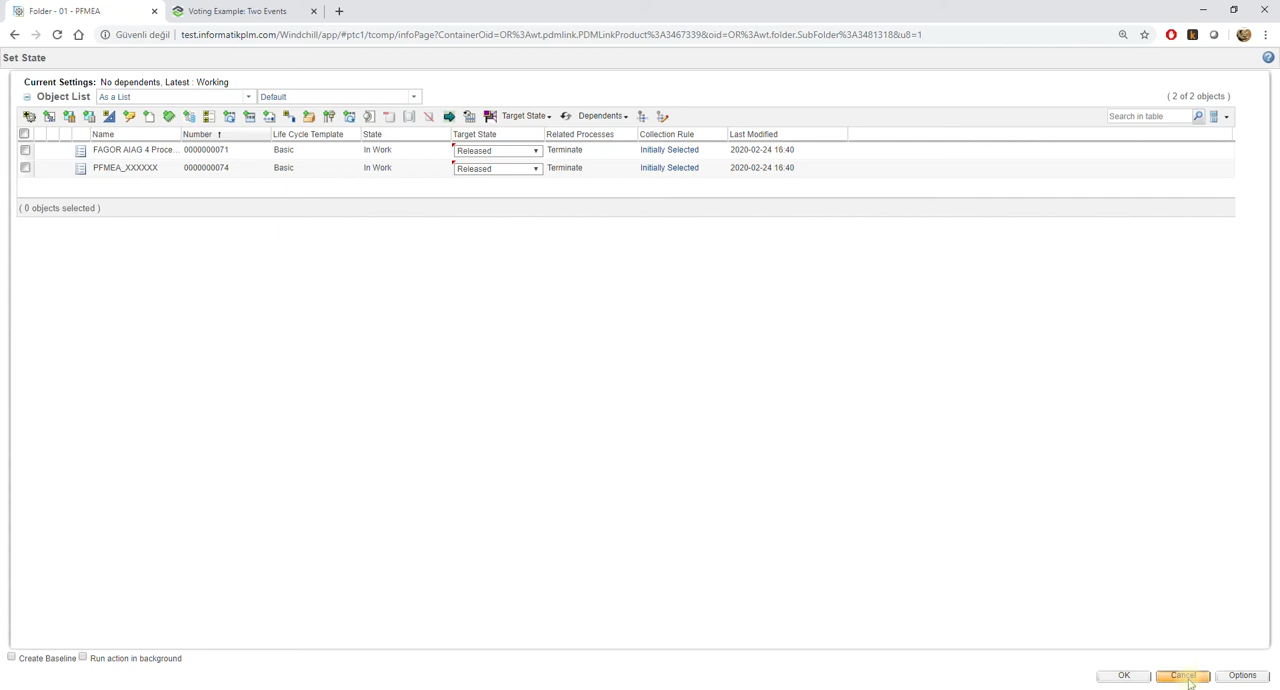 Folder - 01 - PFMEA
Voting Example: Two Events
Güvenli değil
test.informatikplm.com/Windchill/app/#ptc1/tcomp/infoPage?ContainerOid=OR%3Awt.pdmlink.PDMLinkProduct%3A3467339&oid=OR%3Awt.folder.SubFolder%3A3481318&u8=1
Set State
Current Settings: No dependents, Latest : Working
Object List As a List Default ( 2 of 2 objects )
Target State Dependents Search in table
Name Number Life Cycle Template State Target State Related Processes Collection Rule Last Modified
FAGOR AIAG 4 Proce... 0000000071 Basic In Work Released Terminate Initially Selected 2020-02-24 16:40
PFMEA_XXXXXX 0000000074 Basic In Work Released Terminate Initially Selected 2020-02-24 16:40
( 0 objects selected )
Create Baseline Run action in background
OK Cancel Options